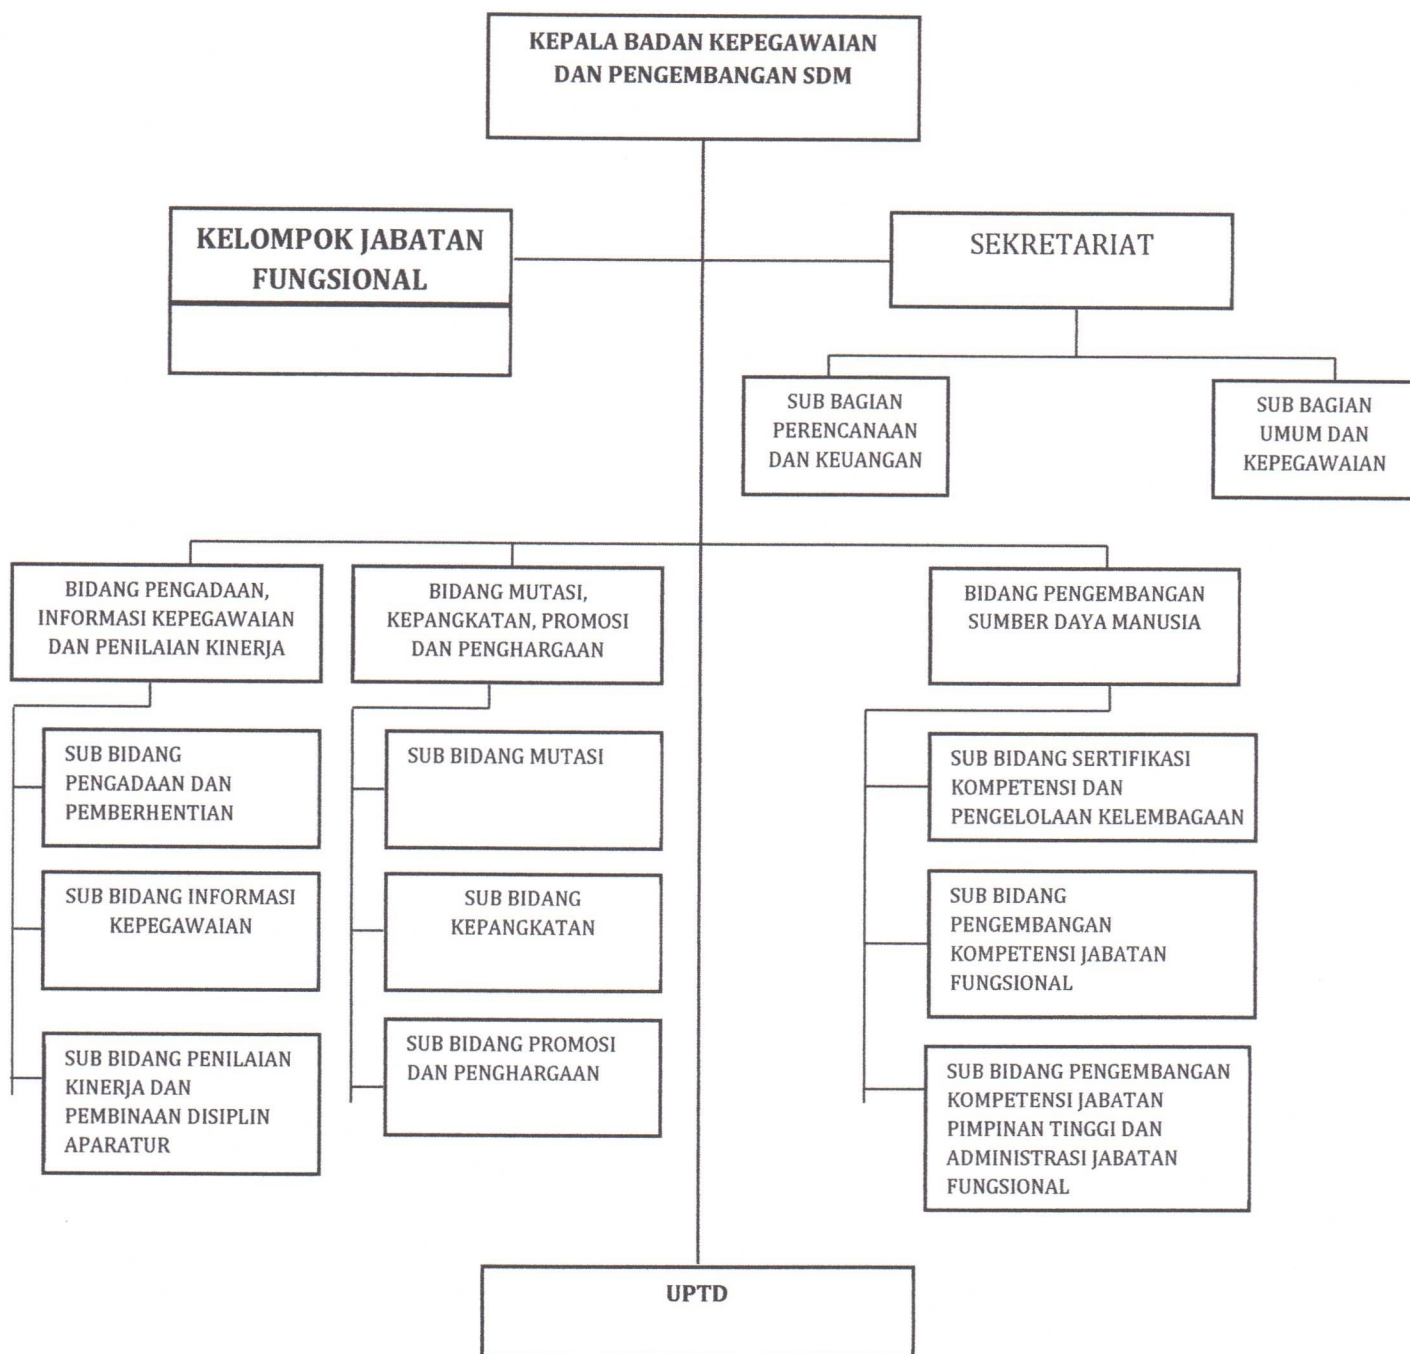 KEPALA BADAN KEPEGAWAIAN
DAN PENGEMBANGAN SDM
KELOMPOK JABATAN
FUNGSIONAL
SEKRETARIAT
SUB BAGIAN
PERENCANAAN
DAN KEUANGAN
SUB BAGIAN
UMUM DAN
KEPEGAWAIAN
BIDANG PENGADAAN,
INFORMASI KEPEGAWAIAN
DAN PENILAIAN KINERJA
BIDANG MUTASI,
KEPANGKATAN, PROMOSI
DAN PENGHARGAAN
BIDANG PENGEMBANGAN
SUMBER DAYA MANUSIA
SUB BIDANG
PENGADAAN DAN
PEMBERHENTIAN
SUB BIDANG INFORMASI
KEPEGAWAIAN
SUB BIDANG PENILAIAN
KINERJA DAN
PEMBINAAN DISIPLIN
APARATUR
SUB BIDANG MUTASI
SUB BIDANG
KEPANGKATAN
SUB BIDANG PROMOSI
DAN PENGHARGAAN
SUB BIDANG SERTIFIKASI
KOMPETENSI DAN
PENGELOLAAN KELEMBAGAAN
SUB BIDANG
PENGEMBANGAN
KOMPETENSI JABATAN
FUNGSIONAL
SUB BIDANG PENGEMBANGAN
KOMPETENSI JABATAN
PIMPINAN TINGGI DAN
ADMINISTRASI JABATAN
FUNGSIONAL
UPTD